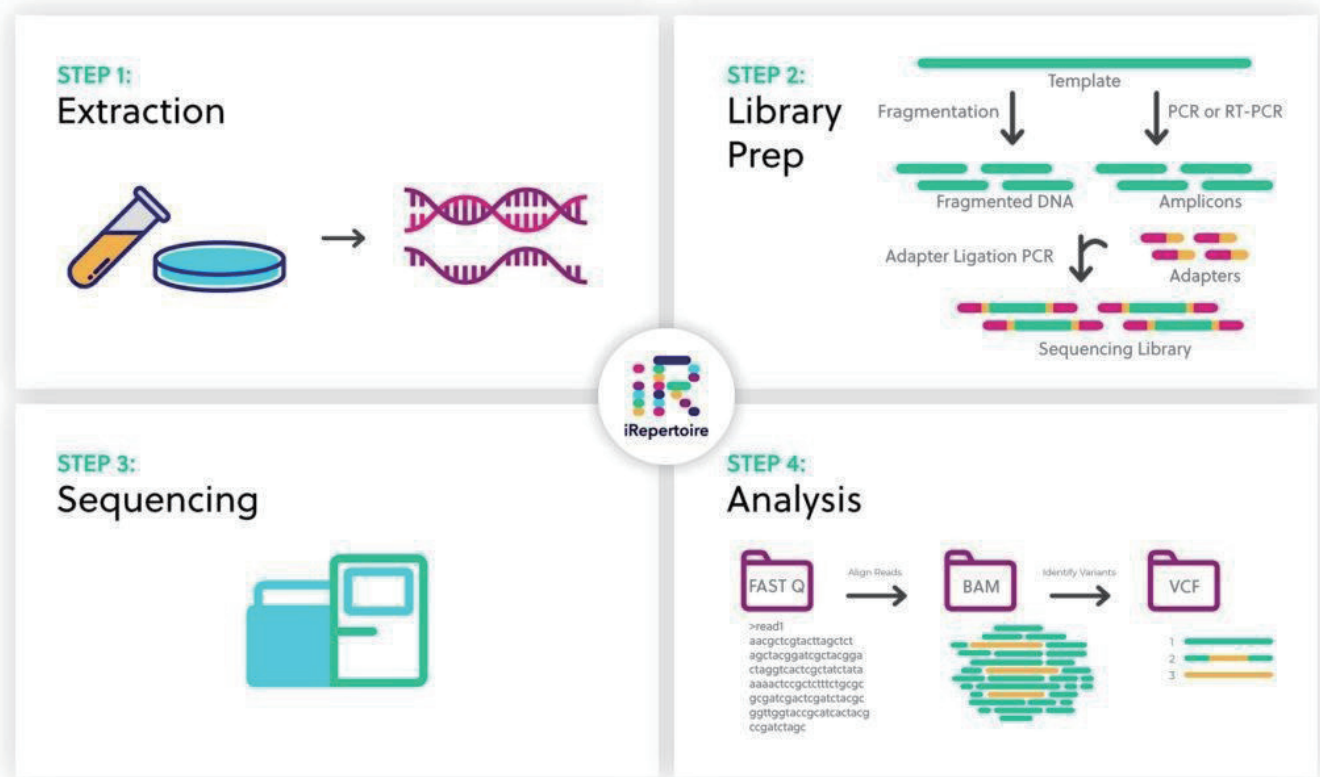 STEP 1:
Extraction
STEP 2:
Library
Prep
Template
Fragmentation
PCR or RT-PCR
Fragmented DNA
Amplicons
Adapter Ligation PCR
Adapters
Sequencing Library
iR
iRepertoire
STEP 3:
Sequencing
STEP 4:
Analysis
FAST Q
Align Reads
BAM
Identify Variants
VCF
>read1
aacgctcgtacttagctct
agctacggatcgctacgga
ctaggtcactcgctatctata
aaaactccgctctttctgcgc
gcgatcgactcgatctacgc
ggttggtaccgcatcactacg
ccgatctagc
1
2
3